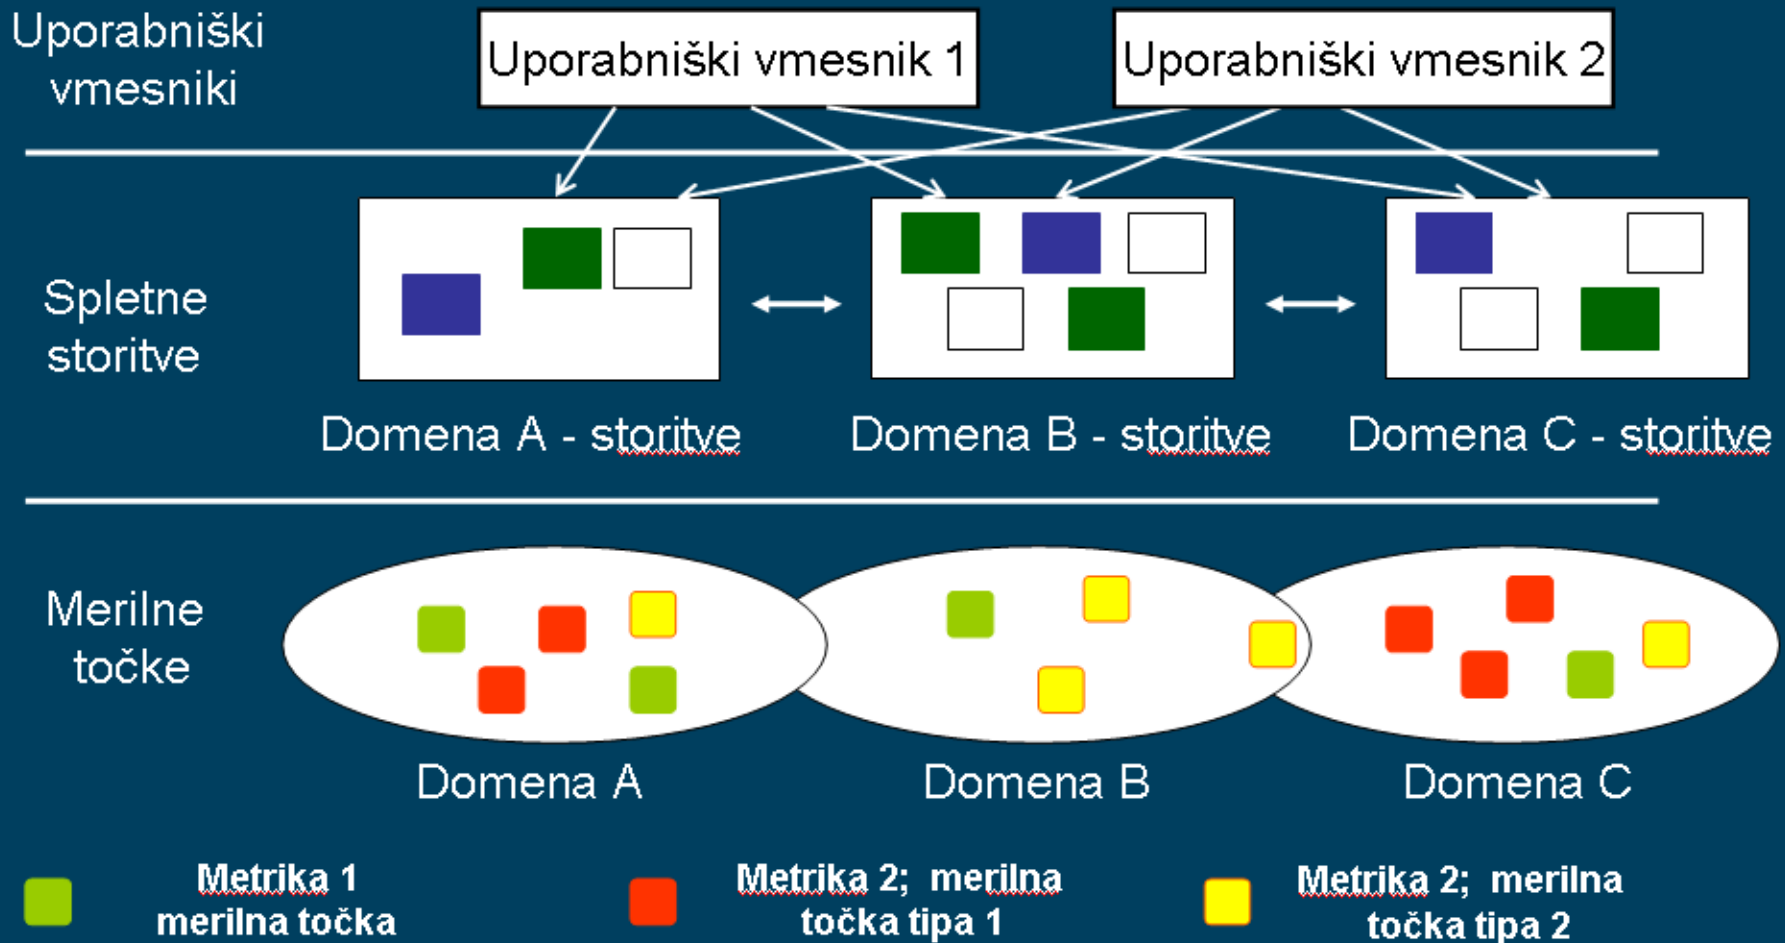 Uporabniški
vmesniki
Uporabniški vmesnik 1
Uporabniški vmesnik 2
Spletne
storitve
Domena A - storitve
Domena B - storitve
Domena C - storitve
Merilne
točke
Domena A
Domena B
Domena C
Metrika 1
merilna točka
Metrika 2; merilna
točka tipa 1
Metrika 2; merilna
točka tipa 2